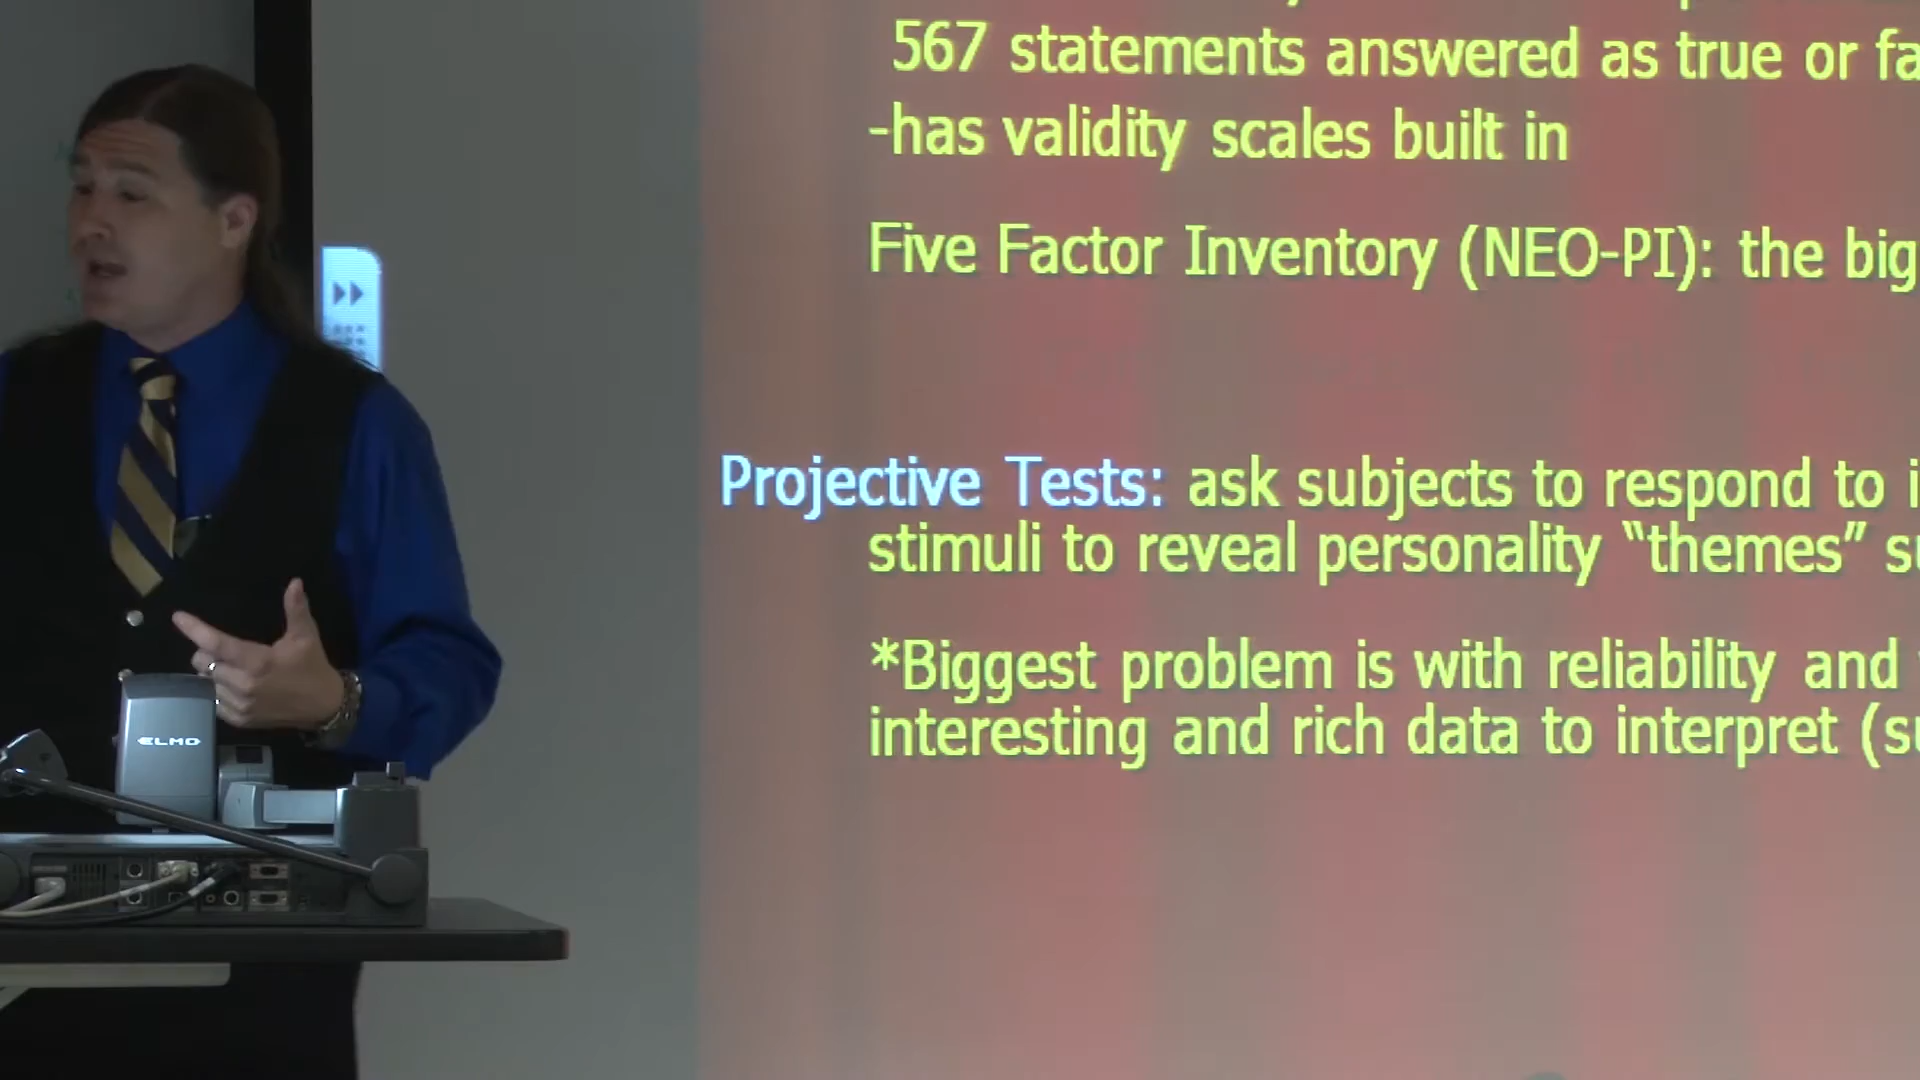 567 statements answered as true or fa
-has validity scales built in
Five Factor Inventory (NEO-PI): the big
Projective Tests: ask subjects to respond to i
stimuli to reveal personality “themes” su
*Biggest problem is with reliability and
interesting and rich data to interpret (su
ELMO